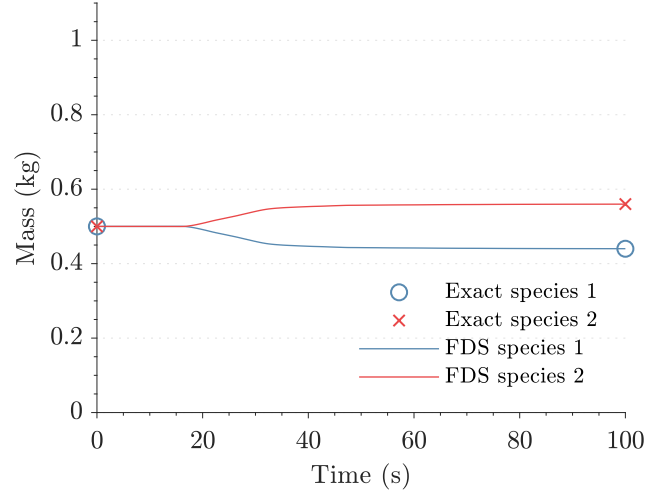 1
0.8
0.6
0.4
0.2
0
Mass (kg)
Exact species 1
Exact species 2
FDS species 1
FDS species 2
0 20 40 60 80 100
Time (s)